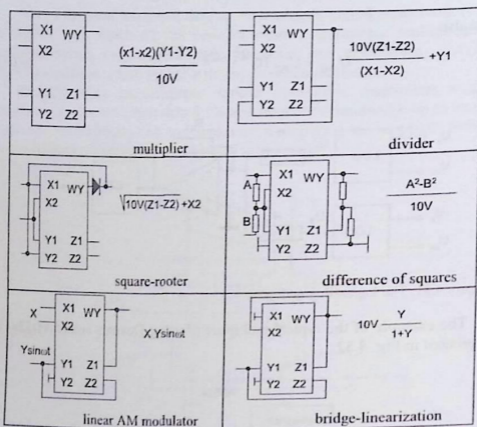 X1 WY
X2
Y1 Z1
Y2 Z2
(x1-x2)(Y1-Y2)
10V
multiplier
X1 WY
X2
Y1 Z1
Y2 Z2
10V(Z1-Z2)
(X1-X2)
+Y1
divider
X1 WY
X2
Y1 Z1
Y2 Z2
√10V(Z1-Z2) +X2
square-rooter
A
B
X1 WY
X2
Y1 Z1
Y2 Z2
A²-B²
10V
difference of squares
X
Ysinωt
X1 WY
X2
Y1 Z1
Y2 Z2
X.Ysinωt
linear AM modulator
X1 WY
X2
Y1 Z1
Y2 Z2
10V Y
1+Y
bridge-linearization